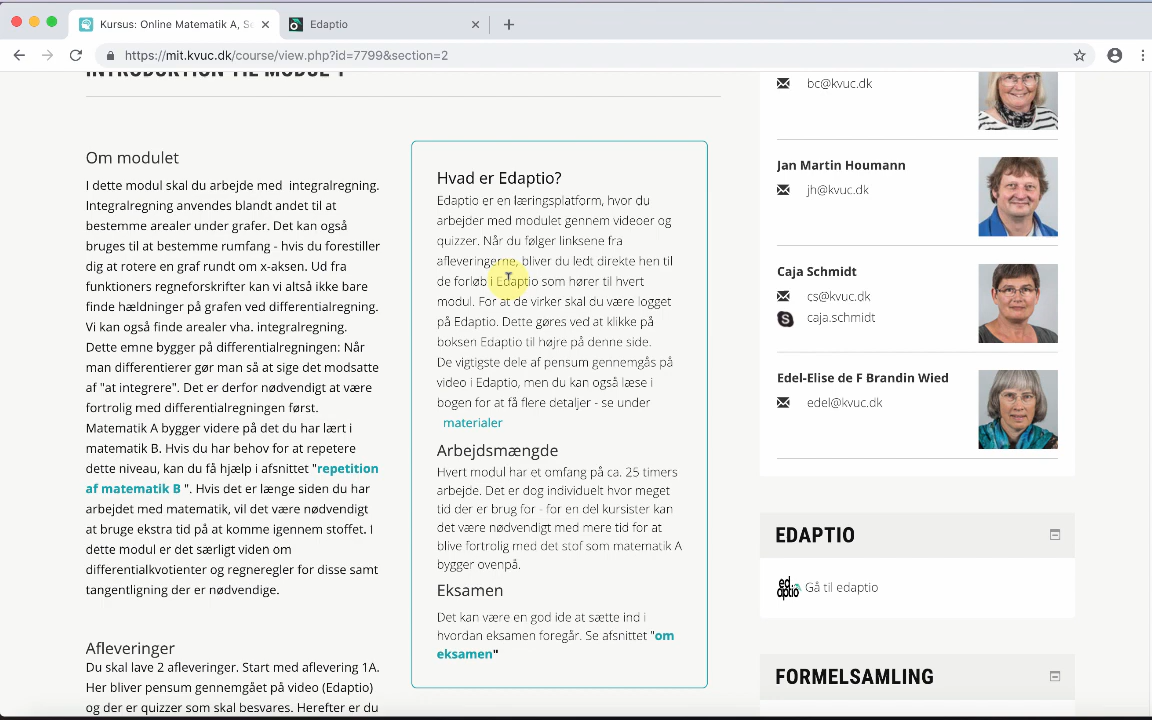 Kursus: Online Matematik A, Se
Edaptio
https://mit.kvuc.dk/course/view.php?id=7799&section=2
INTRODUKTION TIL MODUL 1
Om modulet
I dette modul skal du arbejde med integralregning.
Integralregning anvendes blandt andet til at
bestemme arealer under grafer. Det kan også
bruges til at bestemme rumfang - hvis du forestiller
dig at rotere en graf rundt om x-aksen. Ud fra
funktioners regneforskrifter kan vi altså ikke bare
finde hældninger på grafen ved differentialregning.
Vi kan også finde arealer vha. integralregning.
Dette emne bygger på differentialregningen: Når
man differentierer gør man så at sige det modsatte
af "at integrere". Det er derfor nødvendigt at være
fortrolig med differentialregningen først.
Matematik A bygger videre på det du har lært i
matematik B. Hvis du har behov for at repetere
dette niveau, kan du få hjælp i afsnittet "repetition
af matematik B ". Hvis det er længe siden du har
arbejdet med matematik, vil det være nødvendigt
at bruge ekstra tid på at komme igennem stoffet. I
dette modul er det særligt viden om
differentialkvotienter og regneregler for disse samt
tangentligning der er nødvendige.
Afleveringer
Du skal lave 2 afleveringer. Start med aflevering 1A.
Her bliver pensum gennemgået på video (Edaptio)
og der er quizzer som skal besvares. Herefter er du
Hvad er Edaptio?
Edaptio er en læringsplatform, hvor du
arbejder med modulet gennem videoer og
quizzer. Når du følger linksene fra
afleveringerne, bliver du ledt direkte hen til
de forløb i Edaptio som hører til hvert
modul. For at de virker skal du være logget
på Edaptio. Dette gøres ved at klikke på
boksen Edaptio til højre på denne side.
De vigtigste dele af pensum gennemgås på
video i Edaptio, men du kan også læse i
bogen for at få flere detaljer - se under
materialer
Arbejdsmængde
Hvert modul har et omfang på ca. 25 timers
arbejde. Det er dog individuelt hvor meget
tid der er brug for - for en del kursister kan
det være nødvendigt med mere tid for at
blive fortrolig med det stof som matematik A
bygger ovenpå.
Eksamen
Det kan være en god ide at sætte ind i
hvordan eksamen foregår. Se afsnittet "om
eksamen"
bc@kvuc.dk
Jan Martin Houmann
jh@kvuc.dk
Caja Schmidt
cs@kvuc.dk
caja.schmidt
Edel-Elise de F Brandin Wied
edel@kvuc.dk
EDAPTIO
ed
aptio
Gå til edaptio
FORMELSAMLING